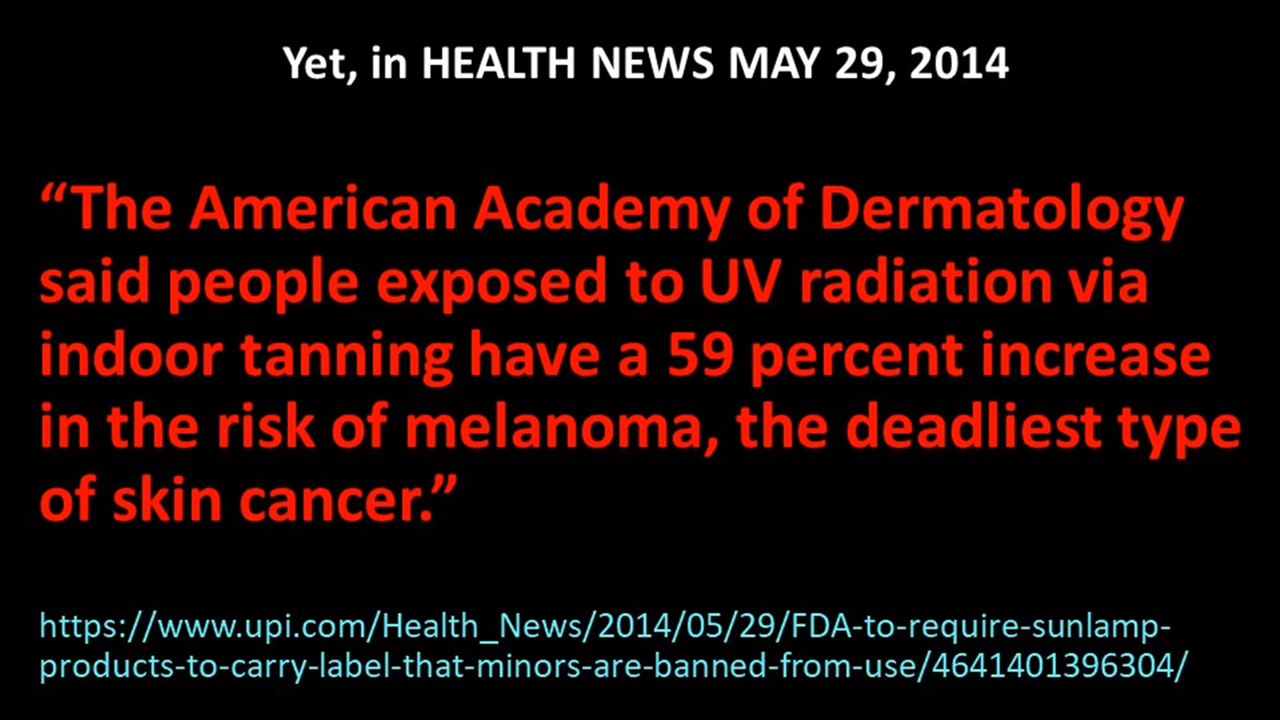 Yet, in HEALTH NEWS MAY 29, 2014
“The American Academy of Dermatology
said people exposed to UV radiation via
indoor tanning have a 59 percent increase
in the risk of melanoma, the deadliest type
of skin cancer.”
https://www.upi.com/Health_News/2014/05/29/FDA-to-require-sunlamp-
products-to-carry-label-that-minors-are-banned-from-use/4641401396304/